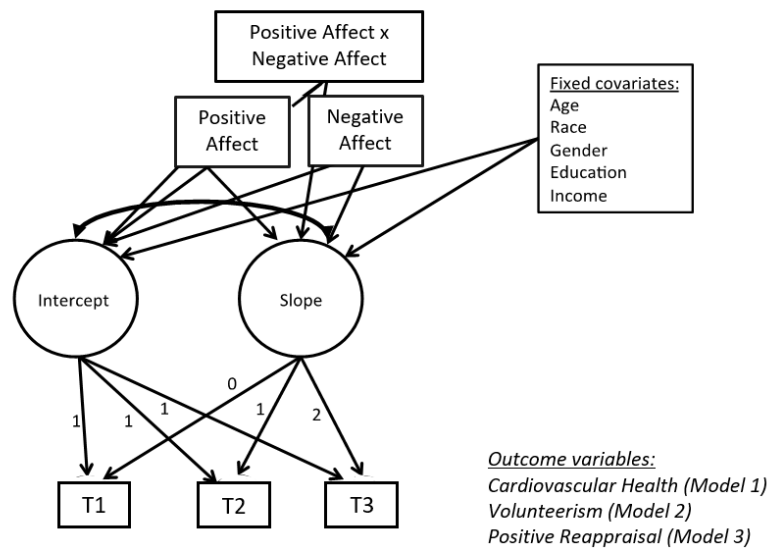 Positive Affect x
Negative Affect
Positive
Affect
Negative
Affect
Fixed covariates:
Age
Race
Gender
Education
Income
Intercept
Slope
0
1
1
1
1
2
T1
T2
T3
Outcome variables:
Cardiovascular Health (Model 1)
Volunteerism (Model 2)
Positive Reappraisal (Model 3)